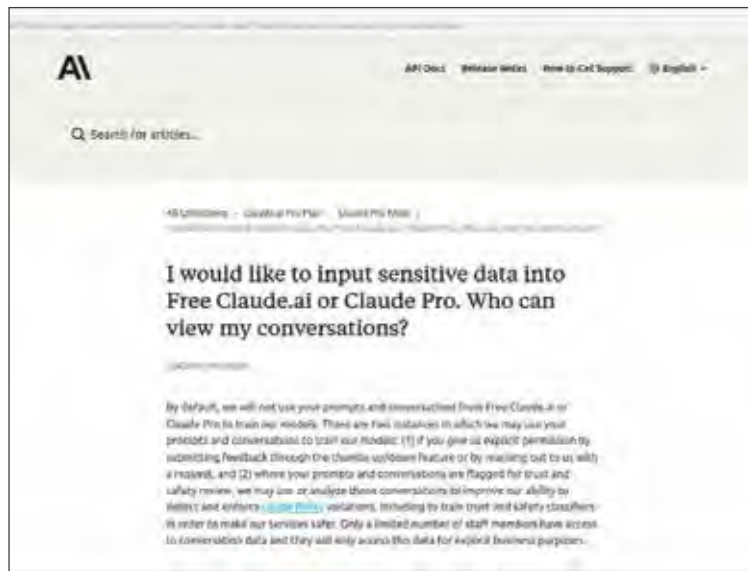 A\
API Docs Release Notes How to Get Support English
Search for articles...
All Collections Claude.ai Pro Plan
I would like to input sensitive data into
Free Claude.ai or Claude Pro. Who can
view my conversations?
By default, we will not use your prompts and conversations from Free Claude.ai or
Claude Pro to train our models. There are two instances in which we may use your
prompts and conversations to train our models: (1) if you give us explicit permission by
submitting feedback through the thumbs up/down feature or by reaching out to us with
a request, and (2) where your prompts and conversations are flagged for trust and
safety review, we may use or analyze those conversations to improve our ability to
detect and enforce Usage Policy violations, including to train trust and safety classifiers
in order to make our services safer. Only a limited number of staff members have access
to conversation data and they will only access this data for explicit business purposes.